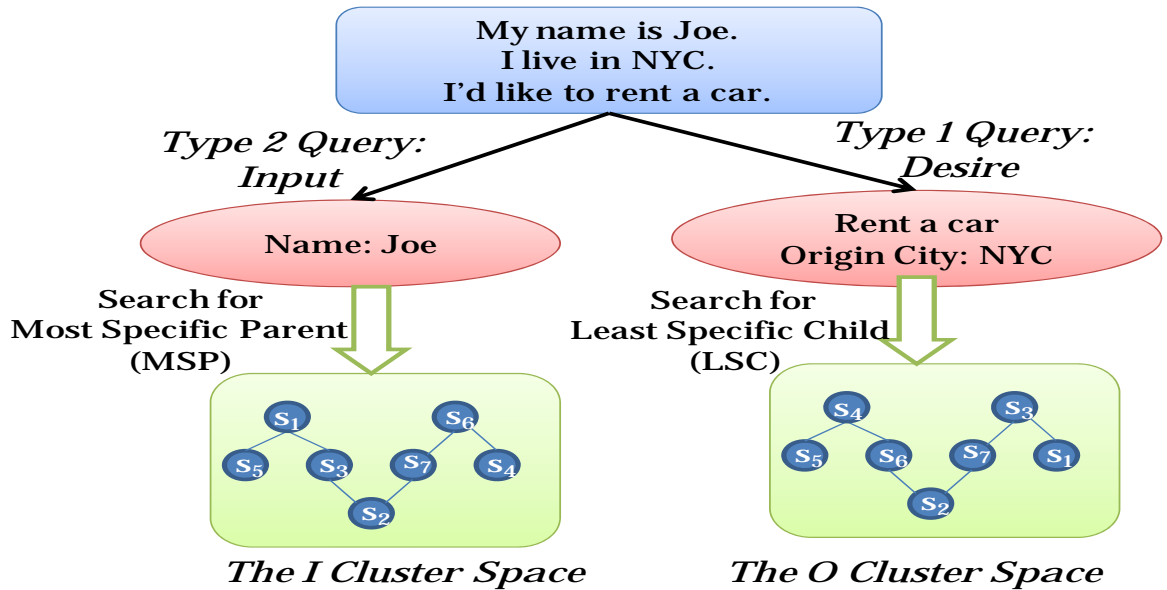 My name is Joe.
I live in NYC.
I'd like to rent a car.
Type 2 Query:
Input
Type 1 Query:
Desire
Name: Joe
Rent a car
Origin City: NYC
Search for
Most Specific Parent
(MSP)
Search for
Least Specific Child
(LSC)
S₁
S₆
S₅
S₃
S₇
S₄
S₂
S₄
S₃
S₅
S₆
S₇
S₁
S₂
The I Cluster Space
The O Cluster Space